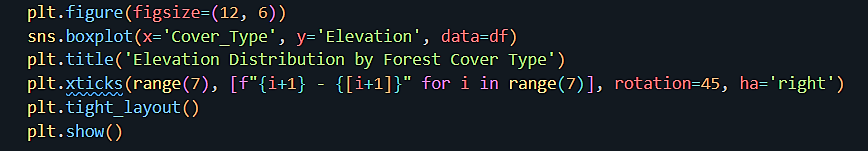 plt.figure(figsize=(12, 6))
sns.boxplot(x='Cover_Type', y='Elevation', data=df)
plt.title('Elevation Distribution by Forest Cover Type')
plt.xticks(range(7), [f"{i+1} - {[i+1]}" for i in range(7)], rotation=45, ha='right')
plt.tight_layout()
plt.show()